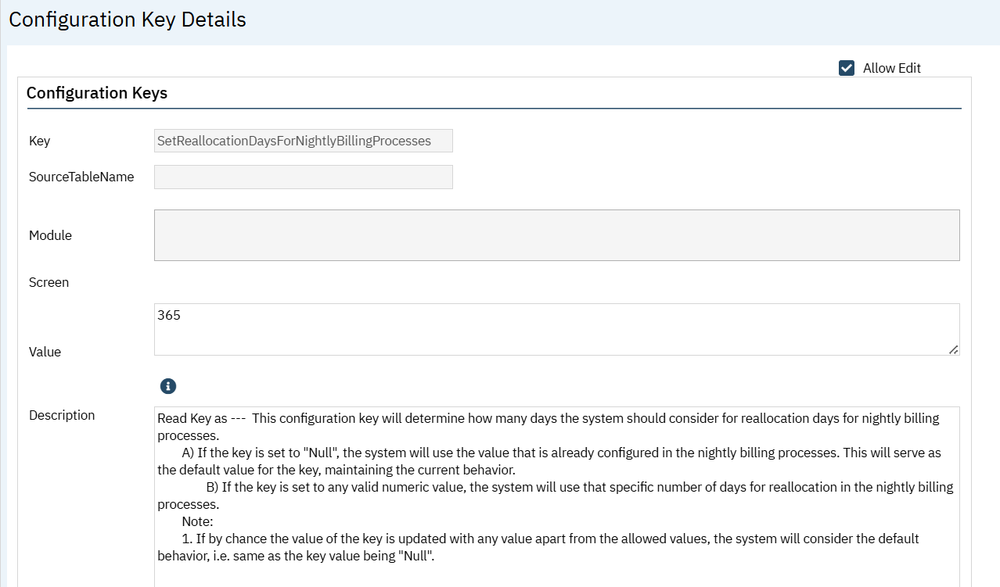 Configuration Key Details
Allow Edit
Configuration Keys
Key
SetReallocationDaysForNightlyBillingProcesses
SourceTableName
Module
Screen
365
Value
Description
Read Key as ---  This configuration key will determine how many days the system should consider for reallocation days for nightly billing
processes.
A) If the key is set to "Null", the system will use the value that is already configured in the nightly billing processes. This will serve as
the default value for the key, maintaining the current behavior.
B) If the key is set to any valid numeric value, the system will use that specific number of days for reallocation in the nightly billing
processes.
Note:
1. If by chance the value of the key is updated with any value apart from the allowed values, the system will consider the default
behavior, i.e. same as the key value being "Null".